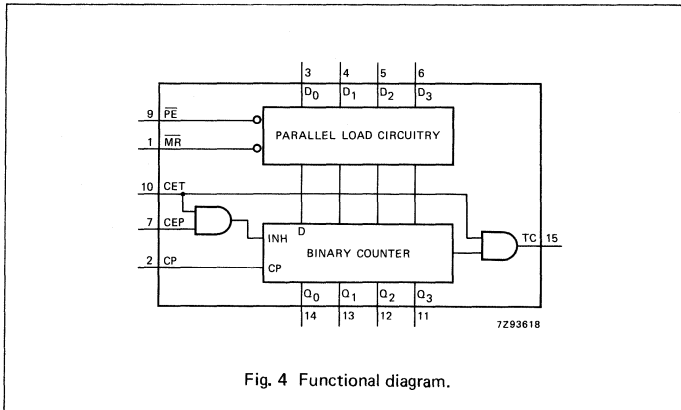 3 4 5 6
D0 D1 D2 D3
9 PE
PARALLEL LOAD CIRCUITRY
1 MR
10 CET
7 CEP
D
INH
BINARY COUNTER
TC 15
2 CP
CP
Q0 Q1 Q2 Q3
14 13 12 11
7Z93618
Fig. 4 Functional diagram.